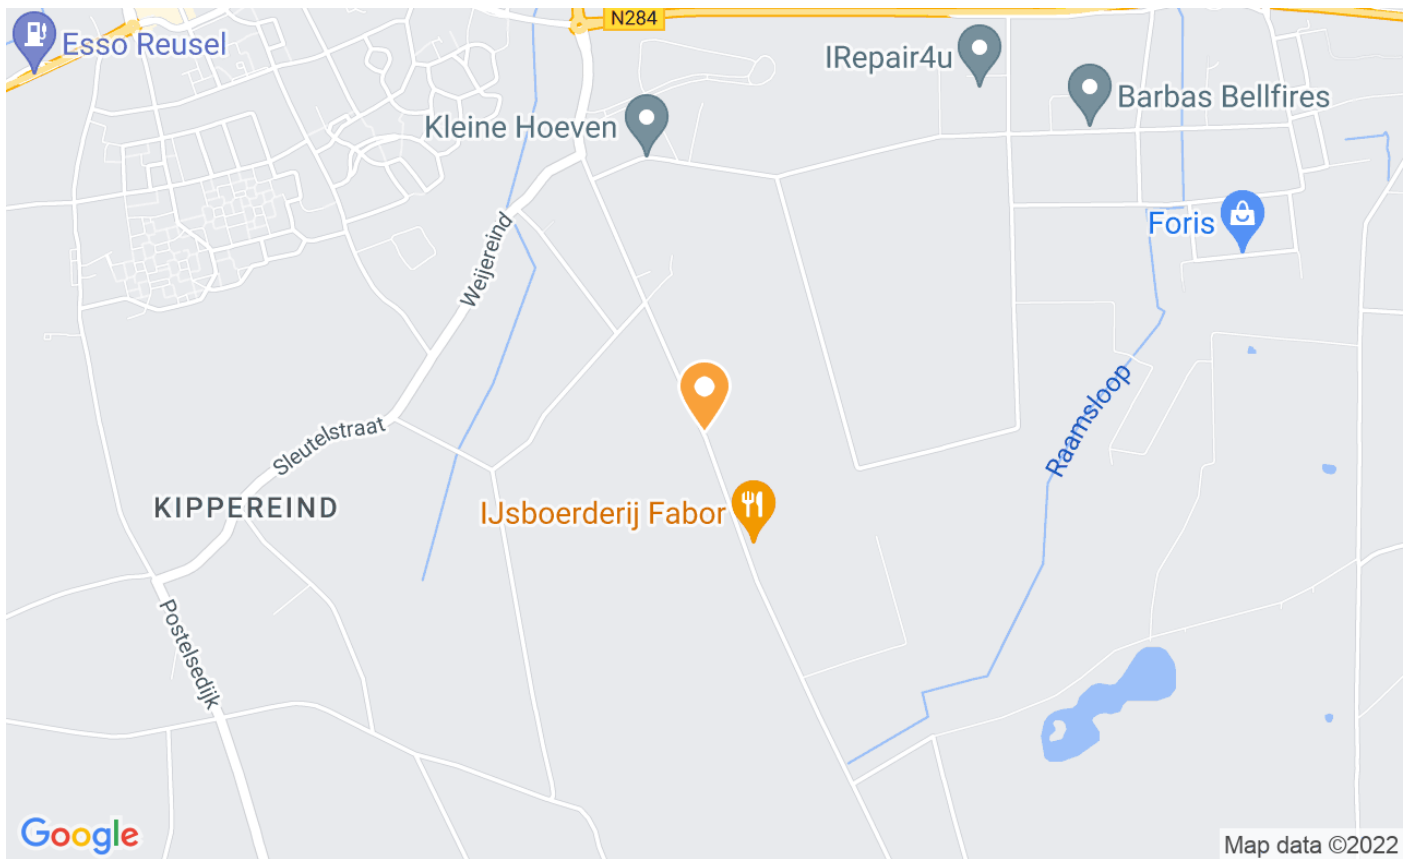 N284
Esso Reusel
IRepair4u
Barbas Bellfires
Kleine Hoeven
Foris
Weijereind
Raamsloop
Sleutelstraat
KIPPEREIND
IJsboerderij Fabor
Postelsedijk
Google
Map data ©2022